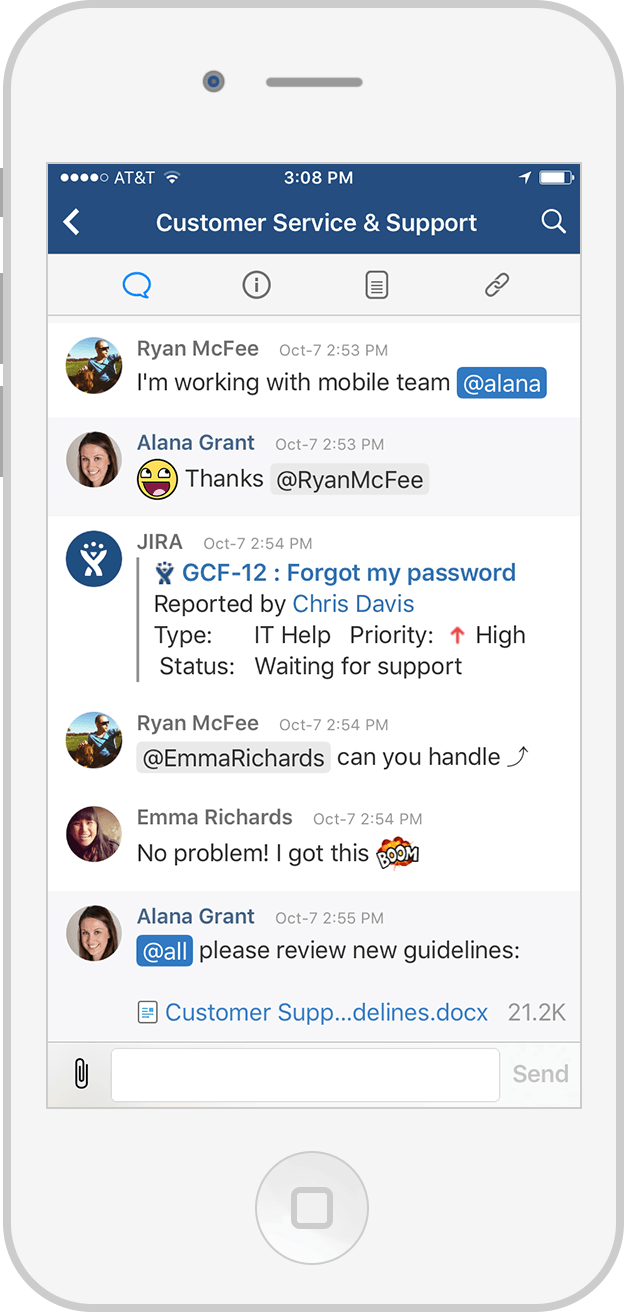 AT&T 3:08 PM
Customer Service & Support
Ryan McFee Oct-7 2:53 PM
I'm working with mobile team @alana
Alana Grant Oct-7 2:53 PM
Thanks @RyanMcFee
JIRA Oct-7 2:54 PM
GCF-12 : Forgot my password
Reported by Chris Davis
Type: IT Help Priority: High
Status: Waiting for support
Ryan McFee Oct-7 2:54 PM
@EmmaRichards can you handle
Emma Richards Oct-7 2:54 PM
No problem! I got this BOOM
Alana Grant Oct-7 2:55 PM
@all please review new guidelines:
Customer Supp...delines.docx 21.2K
Send